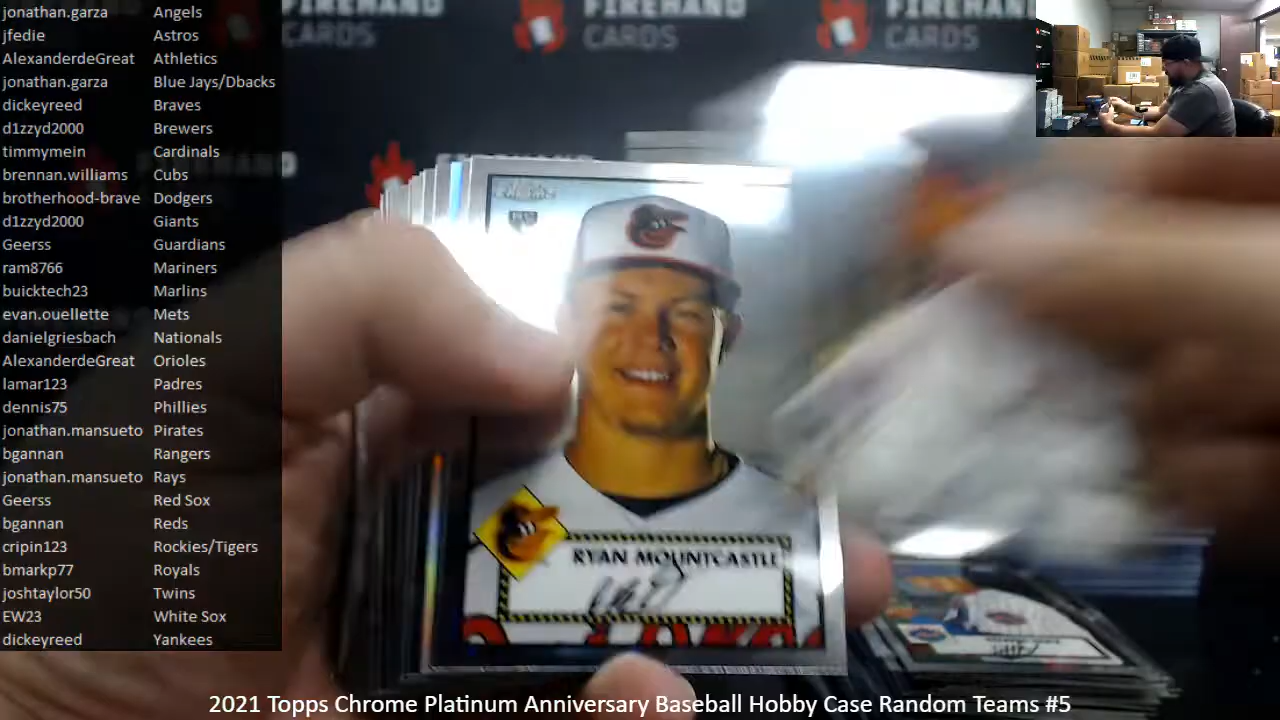 jonathan.garza Angels
jfedie Astros
AlexanderdeGreat Athletics
jonathan.garza Blue Jays/Dbacks
dickeyreed Braves
d1zzyd2000 Brewers
timmymein Cardinals
brennan.williams Cubs
brotherhood-brave Dodgers
d1zzyd2000 Giants
Geerss Guardians
ram8766 Mariners
buicktech23 Marlins
evan.ouellette Mets
danielgriesbach Nationals
AlexanderdeGreat Orioles
lamar123 Padres
dennis75 Phillies
jonathan.mansueto Pirates
bgannan Rangers
jonathan.mansueto Rays
Geerss Red Sox
bgannan Reds
cripin123 Rockies/Tigers
bmarkp77 Royals
joshtaylor50 Twins
EW23 White Sox
dickeyreed Yankees
FIREHAND
CARDS
FIREHAND
CARDS
FIREHAND
CARDS
RYAN MOUNTCASTLE
2021 Topps Chrome Platinum Anniversary Baseball Hobby Case Random Teams #5